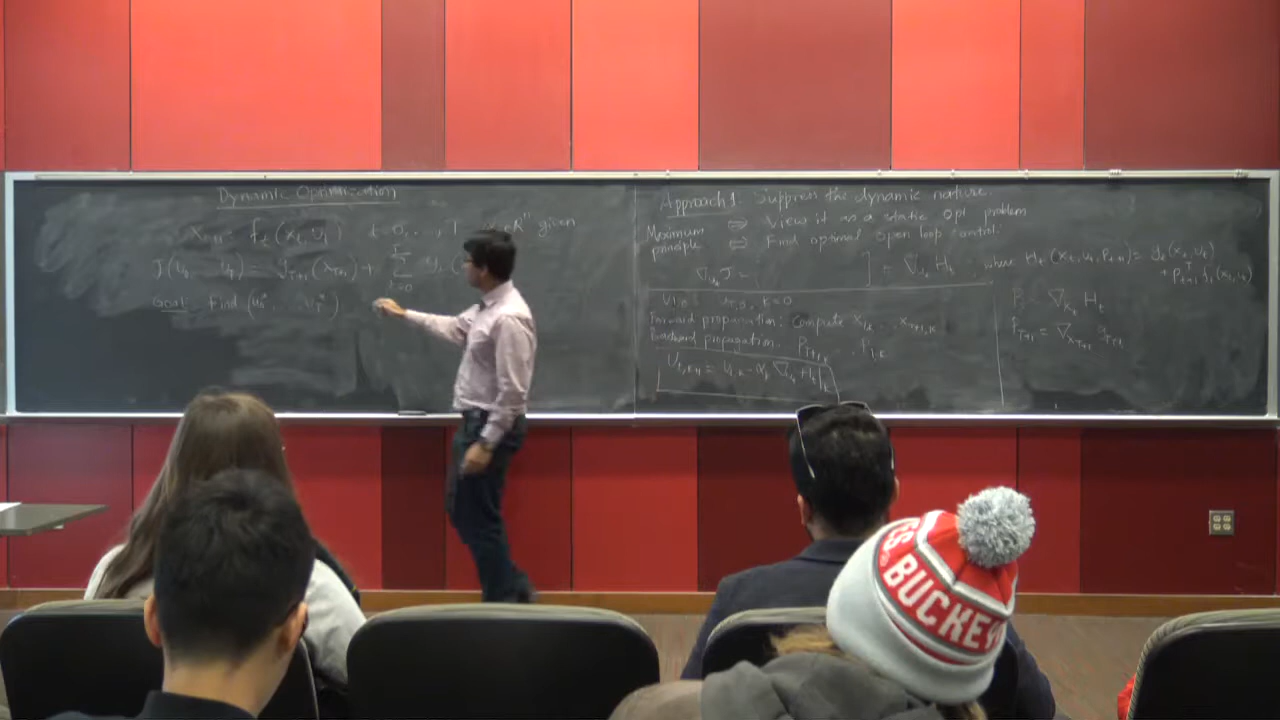 Dynamic Optimization
x_{t+1} = f_t(x_t, u_t) t=0,...,T ∈ R^n given
J(u_0 ... u_T) = g_{T+1}(x_{T+1}) + Σ_{t=0}^{T} g_t(
Goal: Find (u_0^* ... u_T^*)
Approach 1: Suppress the dynamic nature.
⇔ View it as a static opt problem
Maximum principle ⇔ Find optimal open loop control.
∇_{u_t} J = ] = ∇_{u_t} H_t, where H_t(x_t, u_t, p_{t+1}) = g_t(x_t, u_t)
+ p_{t+1}^T f_t(x_t, u_t)
k=0
Forward propagation: Compute x_{1,k} ... x_{T+1,k}
Backward propagation. P_{T+1,k} ... P_{1,k}
u_{t,k+1} = u_{t,k} - α_k ∇_{u_t} H_t|_k
P_t = ∇_{x_t} H_t
P_{T+1} = ∇_{x_{T+1}} g_{T+1}
BUCKEY